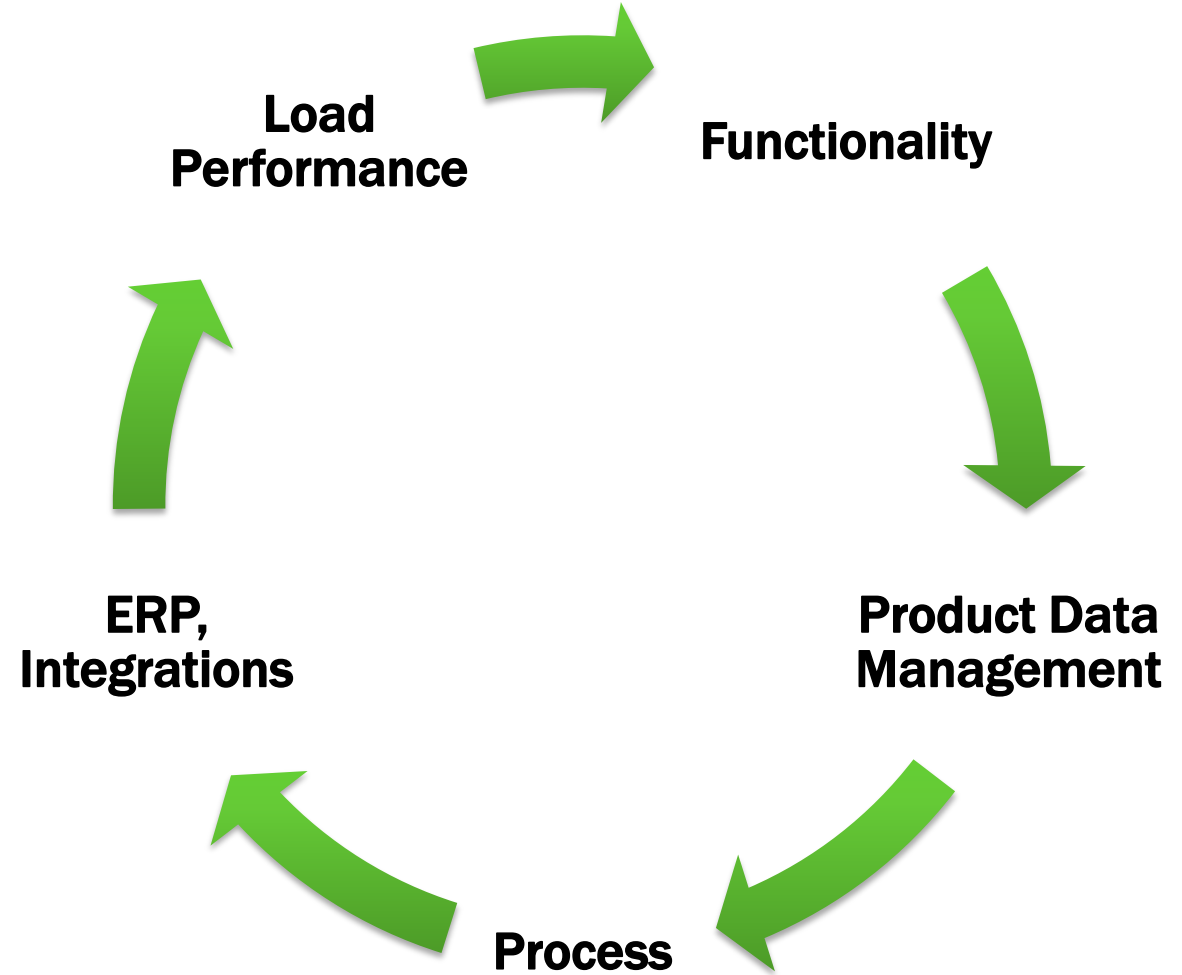 Load
Performance
Functionality
Product Data
Management
Process
ERP,
Integrations